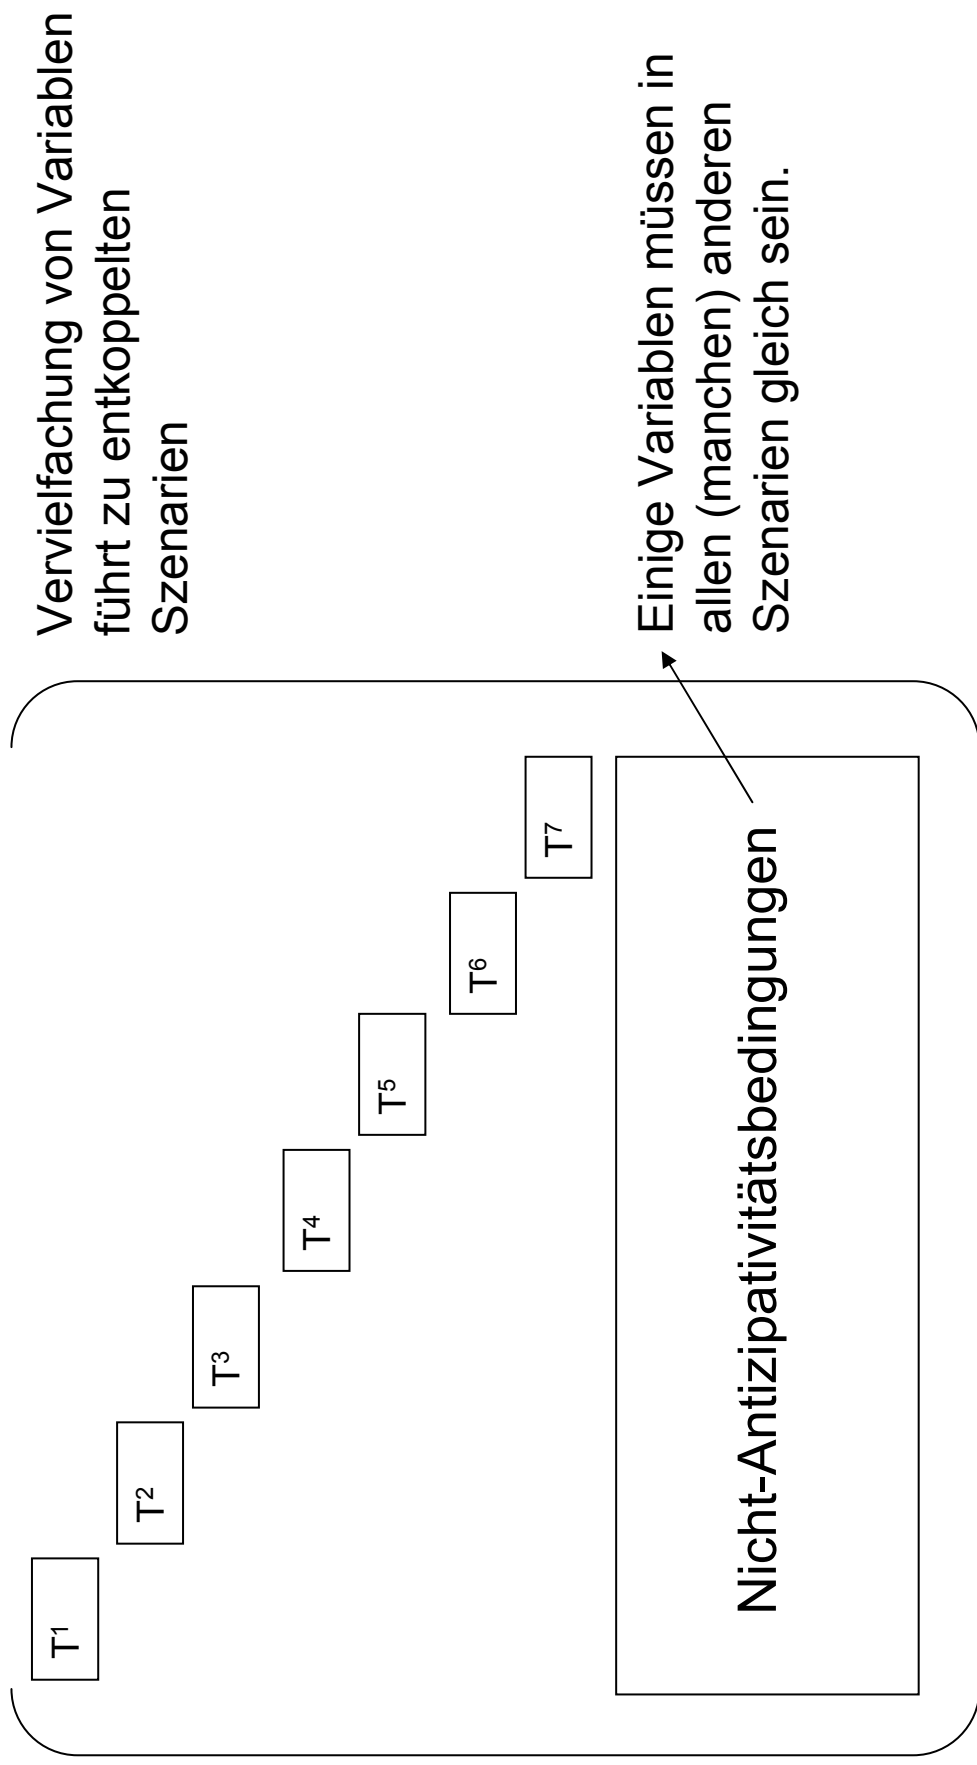 Vervielfachung von Variablen
führt zu entkoppelten
Szenarien
T1
T2
T3
T4
T5
T6
T7
Einige Variablen müssen in
allen (manchen) anderen
Szenarien gleich sein.
Nicht-Antizipativitätsbedingungen